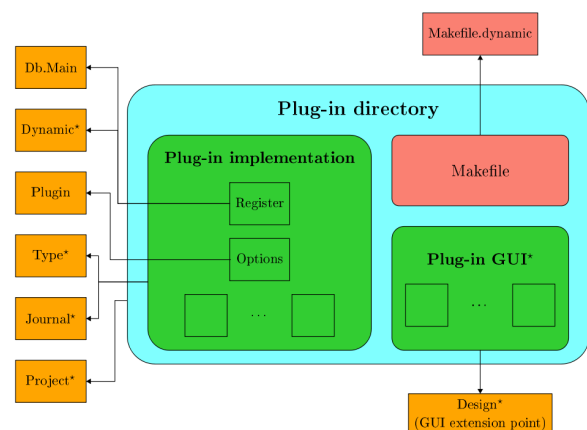 Makefile.dynamic
Db.Main
Plug-in directory
Dynamic*
Plug-in implementation
Makefile
Plugin
Register
Type*
Options
Plug-in GUI*
Journal*
...
...
Project*
Design*
(GUI extension point)